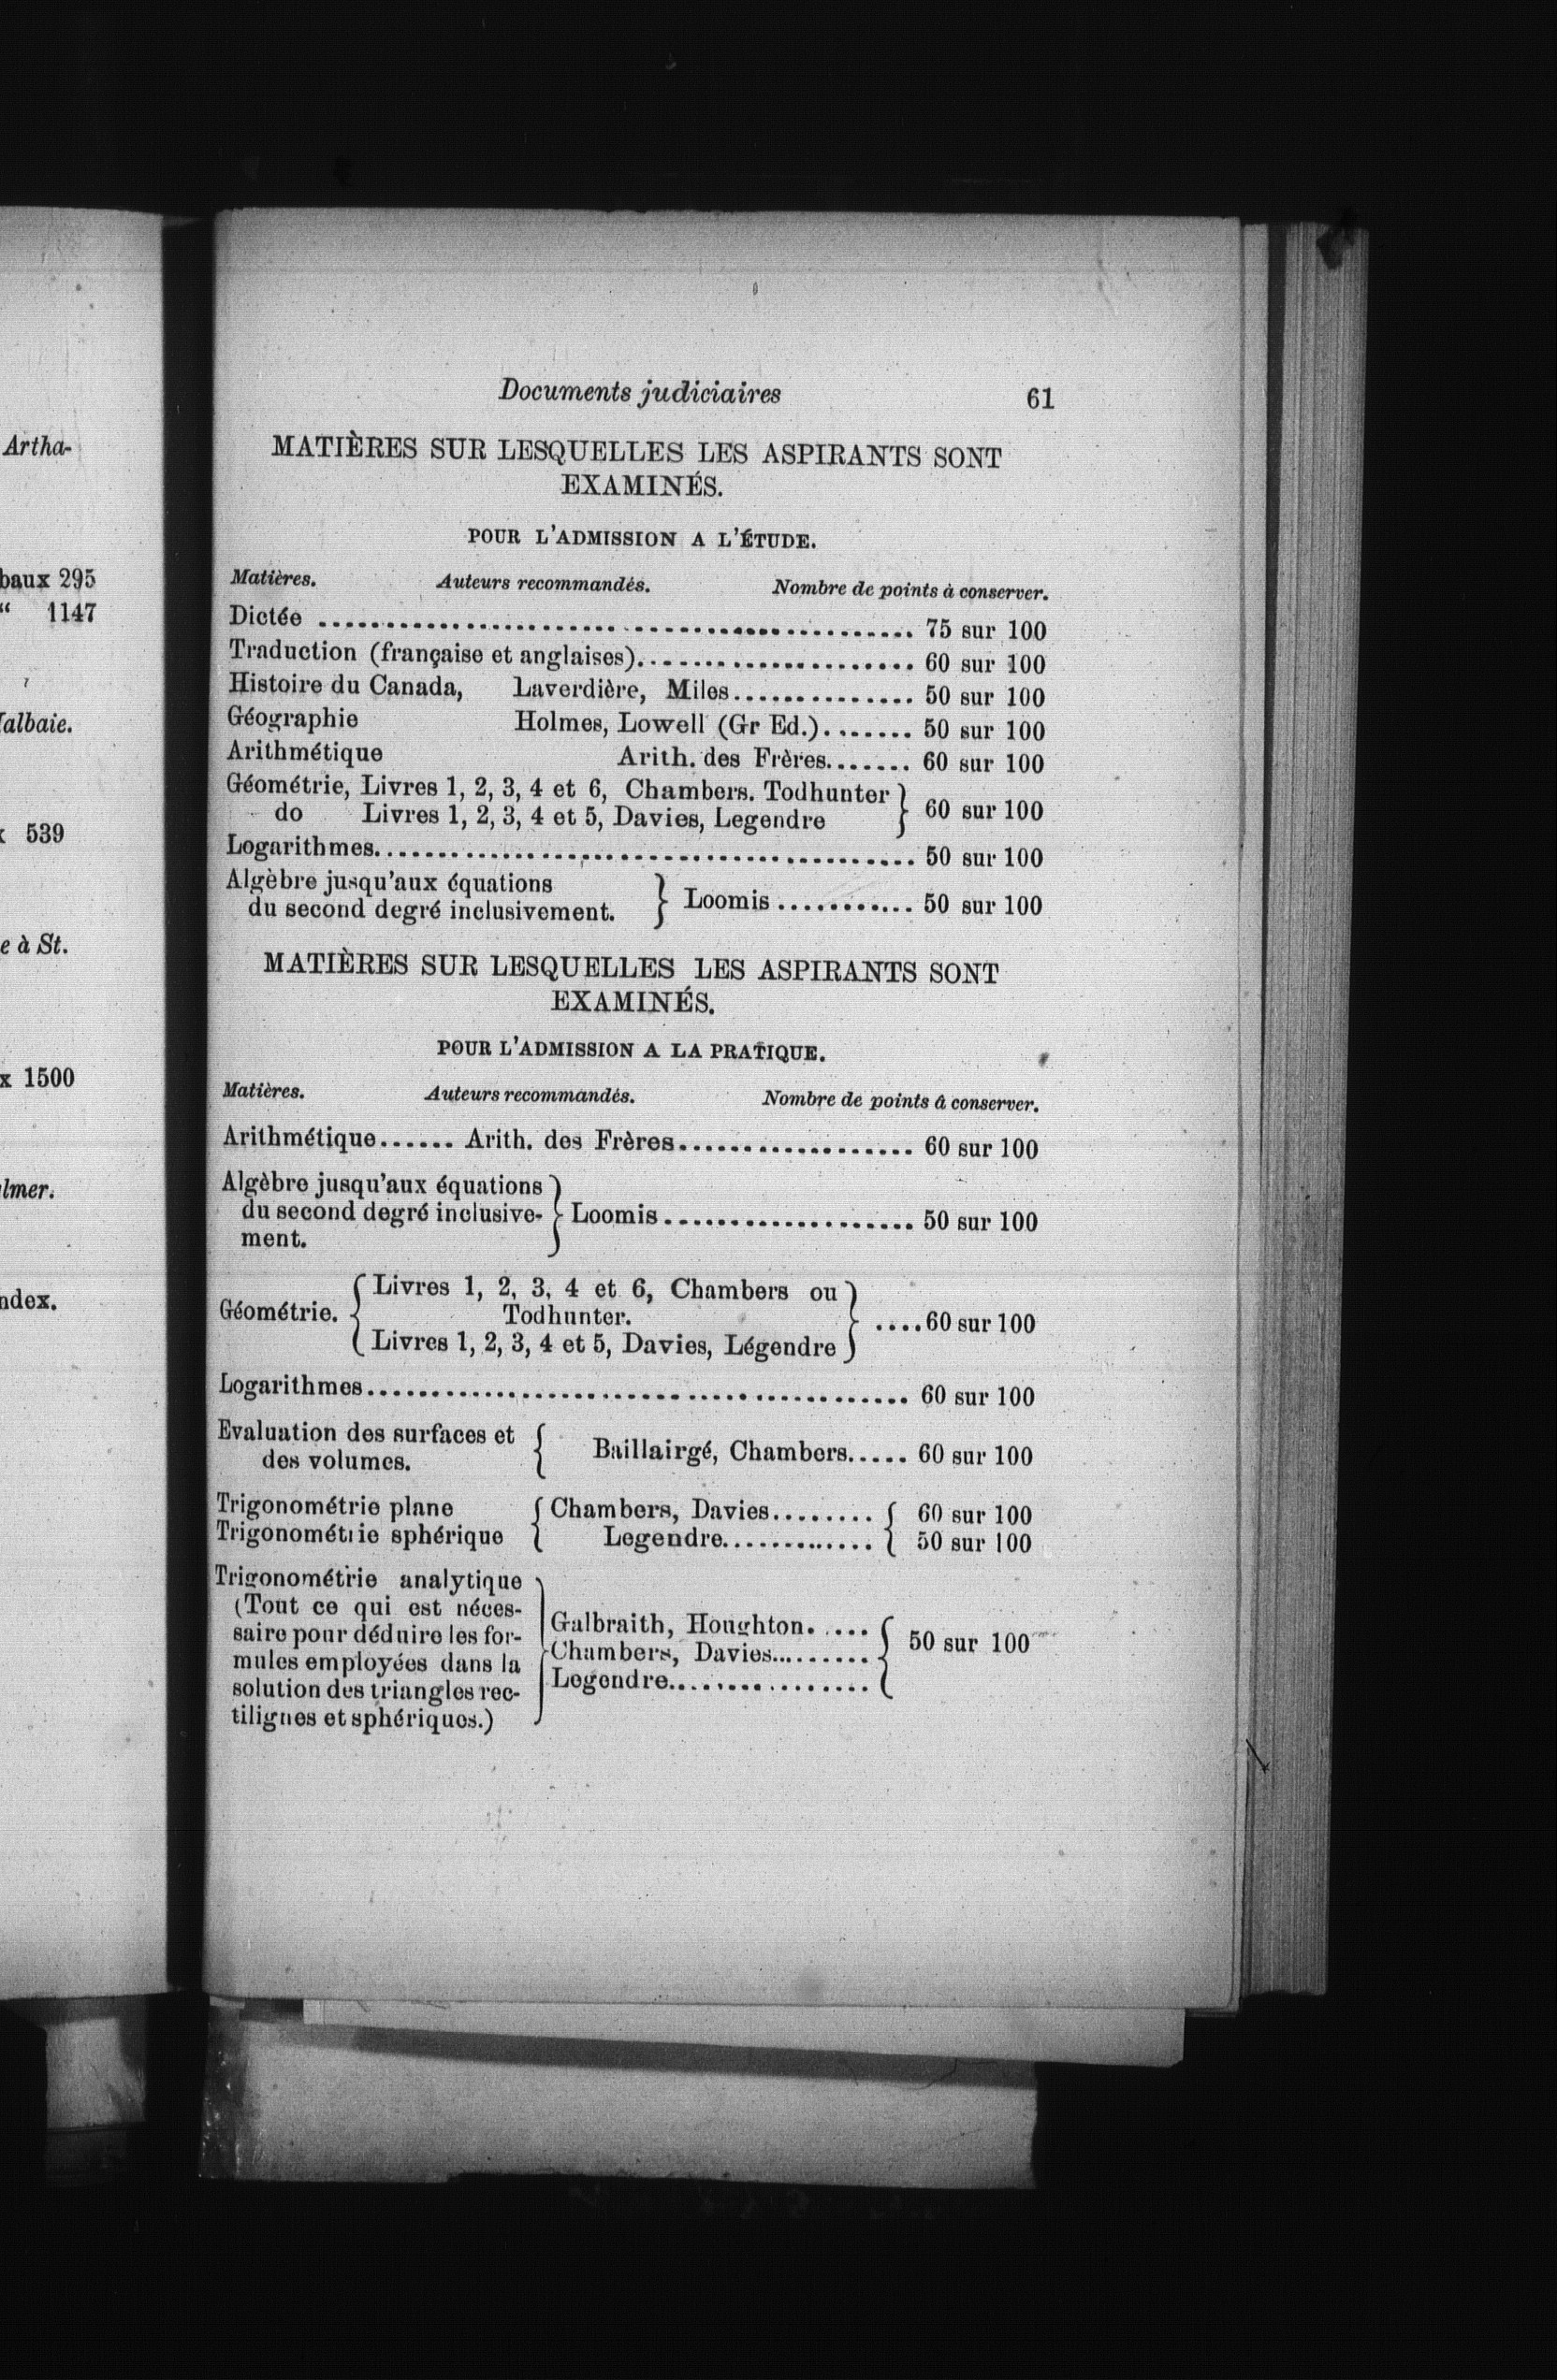 Artha-
baux 295
“ 1147
albaie.
539
e à St.
x 1500
lmer.
ndex.
Documents judiciaires 61
MATIÈRES SUR LESQUELLES LES ASPIRANTS SONT
EXAMINÉS.
POUR L'ADMISSION A L'ÉTUDE.
Matières. Auteurs recommandés. Nombre de points à conserver.
Dictée ........................................ 75 sur 100
Traduction (française et anglaises)..................... 60 sur 100
Histoire du Canada, Laverdière, Miles.............. 50 sur 100
Géographie Holmes, Lowell (Gr Ed.)....... 50 sur 100
Arithmétique Arith. des Frères....... 60 sur 100
Géométrie, Livres 1, 2, 3, 4 et 6, Chambers. Todhunter
do Livres 1, 2, 3, 4 et 5, Davies, Legendre } 60 sur 100
Logarithmes.......................................... 50 sur 100
Algèbre jusqu'aux équations
du second degré inclusivement. } Loomis ........... 50 sur 100
MATIÈRES SUR LESQUELLES LES ASPIRANTS SONT
EXAMINÉS.
POUR L'ADMISSION A LA PRATIQUE.
Matières. Auteurs recommandés. Nombre de points à conserver.
Arithmétique...... Arith. des Frères.................. 60 sur 100
Algèbre jusqu'aux équations
du second degré inclusive- } Loomis................... 50 sur 100
ment.
{ Livres 1, 2, 3, 4 et 6, Chambers ou }
Géométrie. Todhunter. ....60 sur 100
Livres 1, 2, 3, 4 et 5, Davies, Légendre
Logarithmes.......................................... 60 sur 100
Evaluation des surfaces et
des volumes. { Baillairgé, Chambers..... 60 sur 100
Trigonométrie plane { Chambers, Davies........ { 60 sur 100
Trigonométrie sphérique Legendre............ 50 sur 100
Trigonométrie analytique
(Tout ce qui est néces-
saire pour déduire les for- Galbraith, Houghton. .... { 50 sur 100
mules employées dans la } Chambers, Davies.........
solution des triangles rec- Legendre................
tilignes et sphériques.)